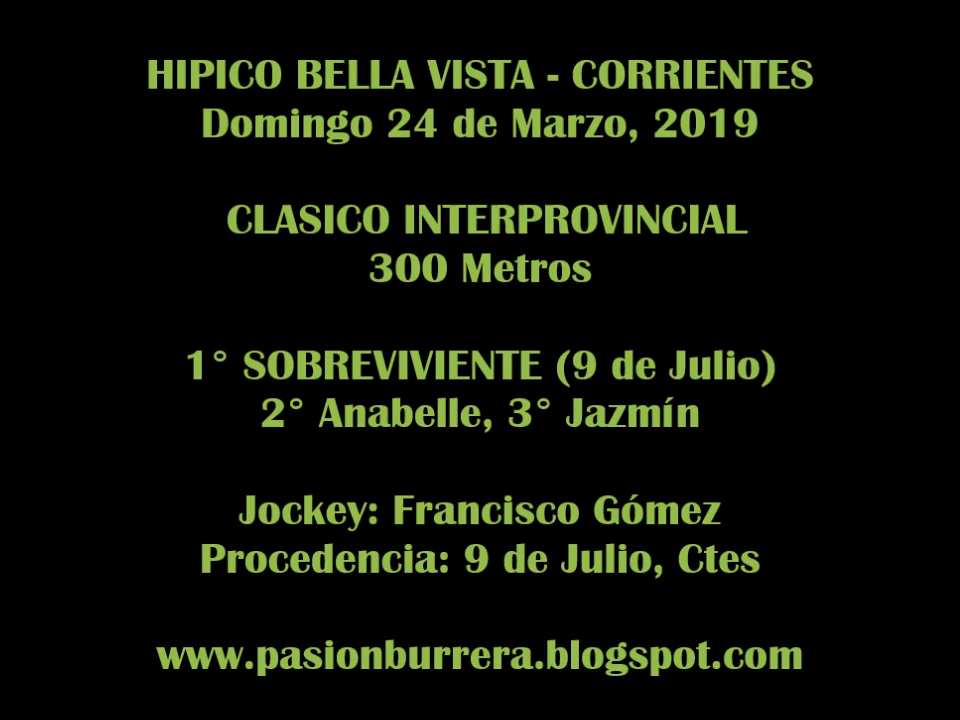 HIPICO BELLA VISTA - CORRIENTES
Domingo 24 de Marzo, 2019
CLASICO INTERPROVINCIAL
300 Metros
1° SOBREVIVIENTE (9 de Julio)
2° Anabelle, 3° Jazmín
Jockey: Francisco Gómez
Procedencia: 9 de Julio, Ctes
www.pasionburrera.blogspot.com